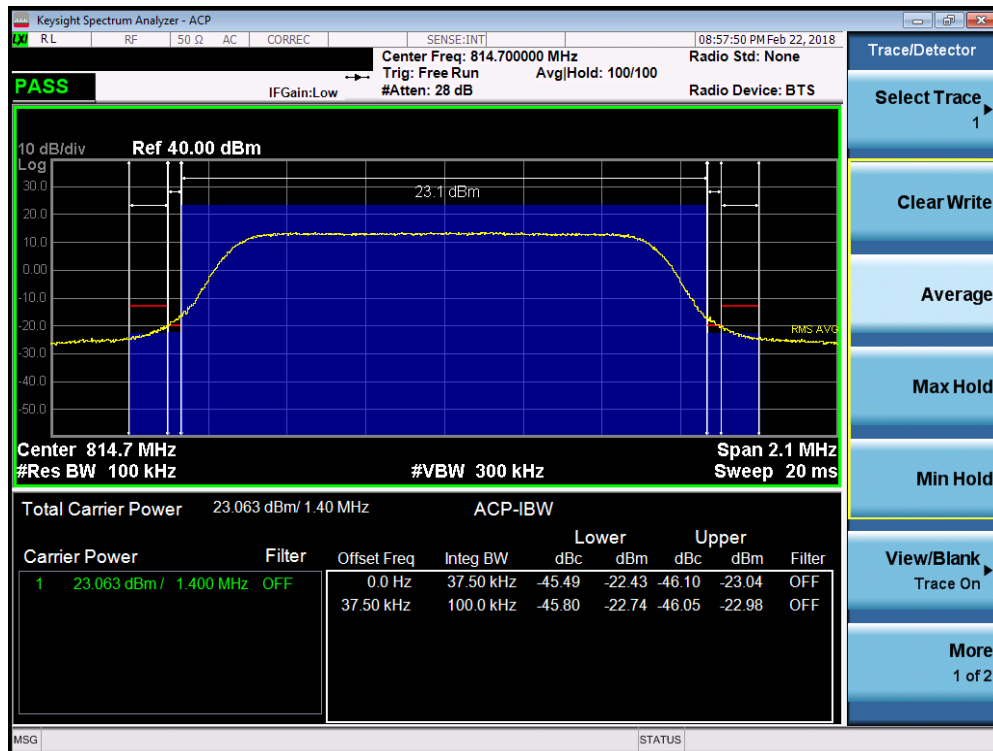 Keysight Spectrum Analyzer - ACP
LXI RL RF 50 Ω AC CORREC SENSE:INT 08:57:50 PM Feb 22, 2018
Center Freq: 814.700000 MHz Radio Std: None
Trig: Free Run Avg|Hold: 100/100
PASS IFGain:Low #Atten: 28 dB Radio Device: BTS
10 dB/div Ref 40.00 dBm
Log
30.0
23.1 dBm
20.0
10.0
0.00
-10.0
-20.0
RMS AVG
-30.0
-40.0
-50.0
Center 814.7 MHz Span 2.1 MHz
#Res BW 100 kHz #VBW 300 kHz Sweep 20 ms
Total Carrier Power 23.063 dBm/ 1.40 MHz ACP-IBW
Lower Upper
Carrier Power Filter Offset Freq Integ BW dBc dBm dBc dBm Filter
1 23.063 dBm / 1.400 MHz OFF 0.0 Hz 37.50 kHz -45.49 -22.43 -46.10 -23.04 OFF
37.50 kHz 100.0 kHz -45.80 -22.74 -46.05 -22.98 OFF
MSG STATUS
Trace/Detector
Select Trace
1
Clear Write
Average
Max Hold
Min Hold
View/Blank
Trace On
More
1 of 2